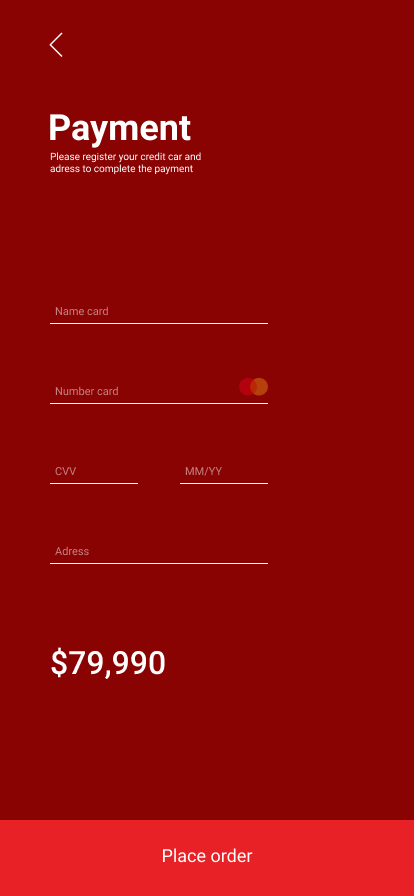 Payment
Please register your credit car and
adress to complete the payment
Name card
Number card
CVV
MM/YY
Adress
$79,990
Place order